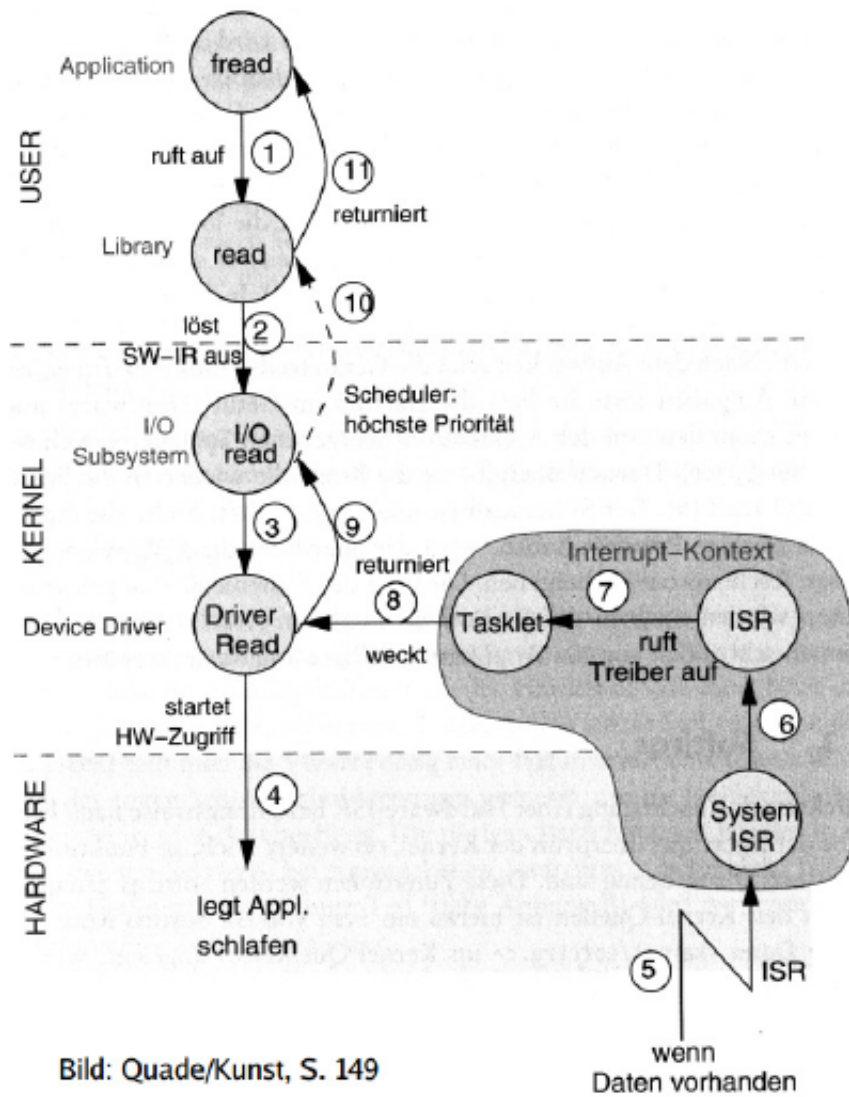 Application
fread
USER
ruft auf
1
11
returniert
Library
read
10
löst
2
SW-IR aus
Scheduler:
höchste Priorität
I/O
Subsystem
I/O
read
KERNEL
3
9
returniert
Interrupt-Kontext
Device Driver
Driver
Read
8
weckt
Tasklet
7
ruft
Treiber auf
ISR
startet
HW-Zugriff
6
HARDWARE
4
System
ISR
legt Appl.
schlafen
5
ISR
wenn
Daten vorhanden
Bild: Quade/Kunst, S. 149